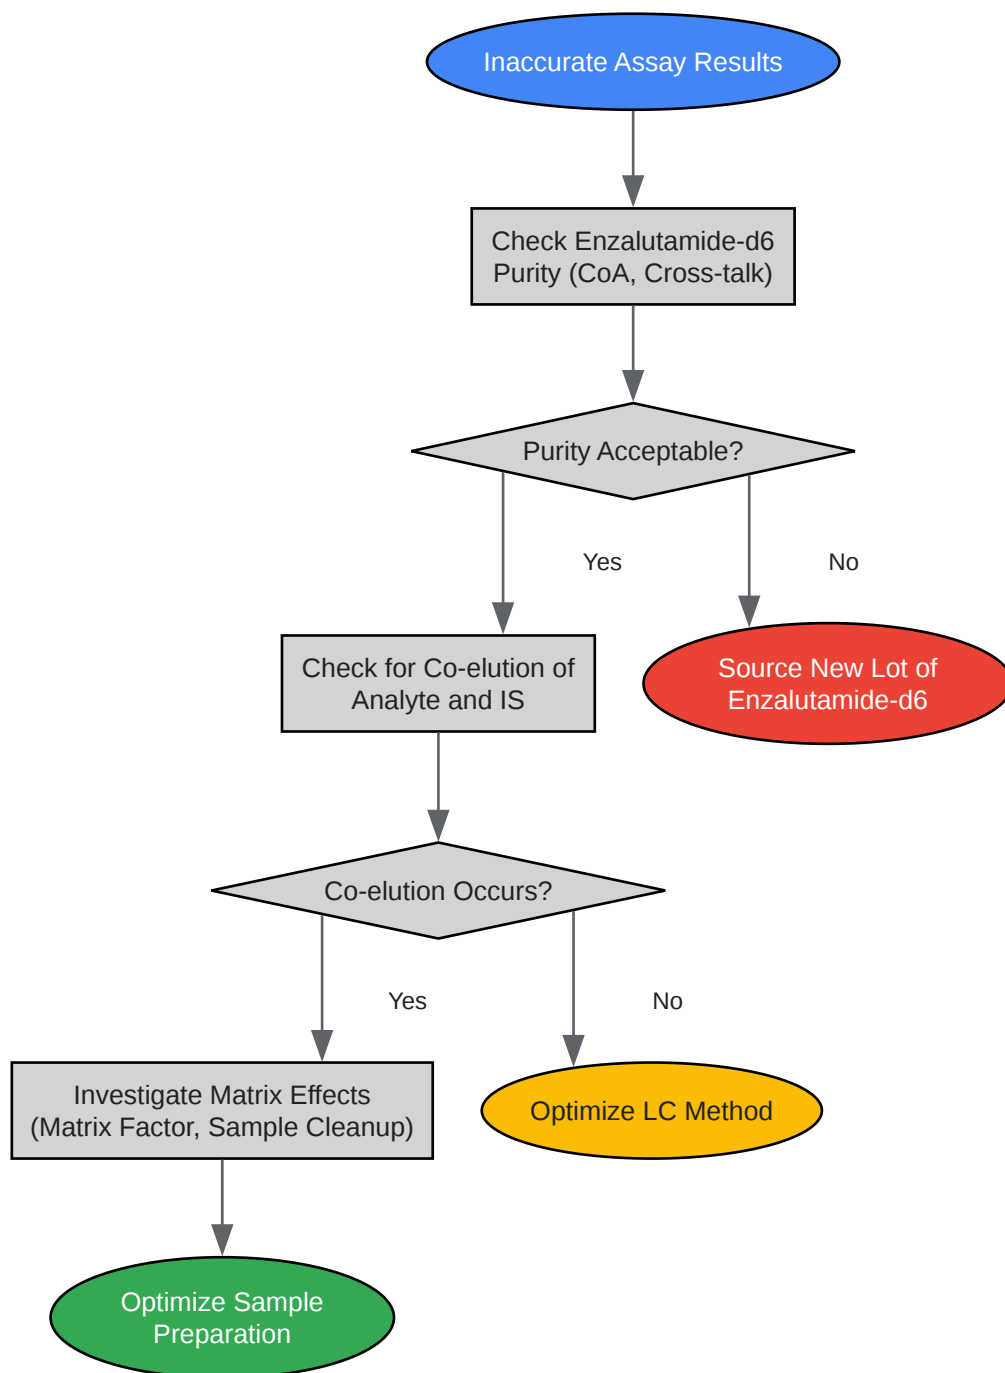 Inaccurate Assay Results
Check Enzalutamide-d6
Purity (CoA, Cross-talk)
Purity Acceptable?
Yes
No
Check for Co-elution of
Analyte and IS
Source New Lot of
Enzalutamide-d6
Co-elution Occurs?
Yes
No
Investigate Matrix Effects
(Matrix Factor, Sample Cleanup)
Optimize LC Method
Optimize Sample
Preparation